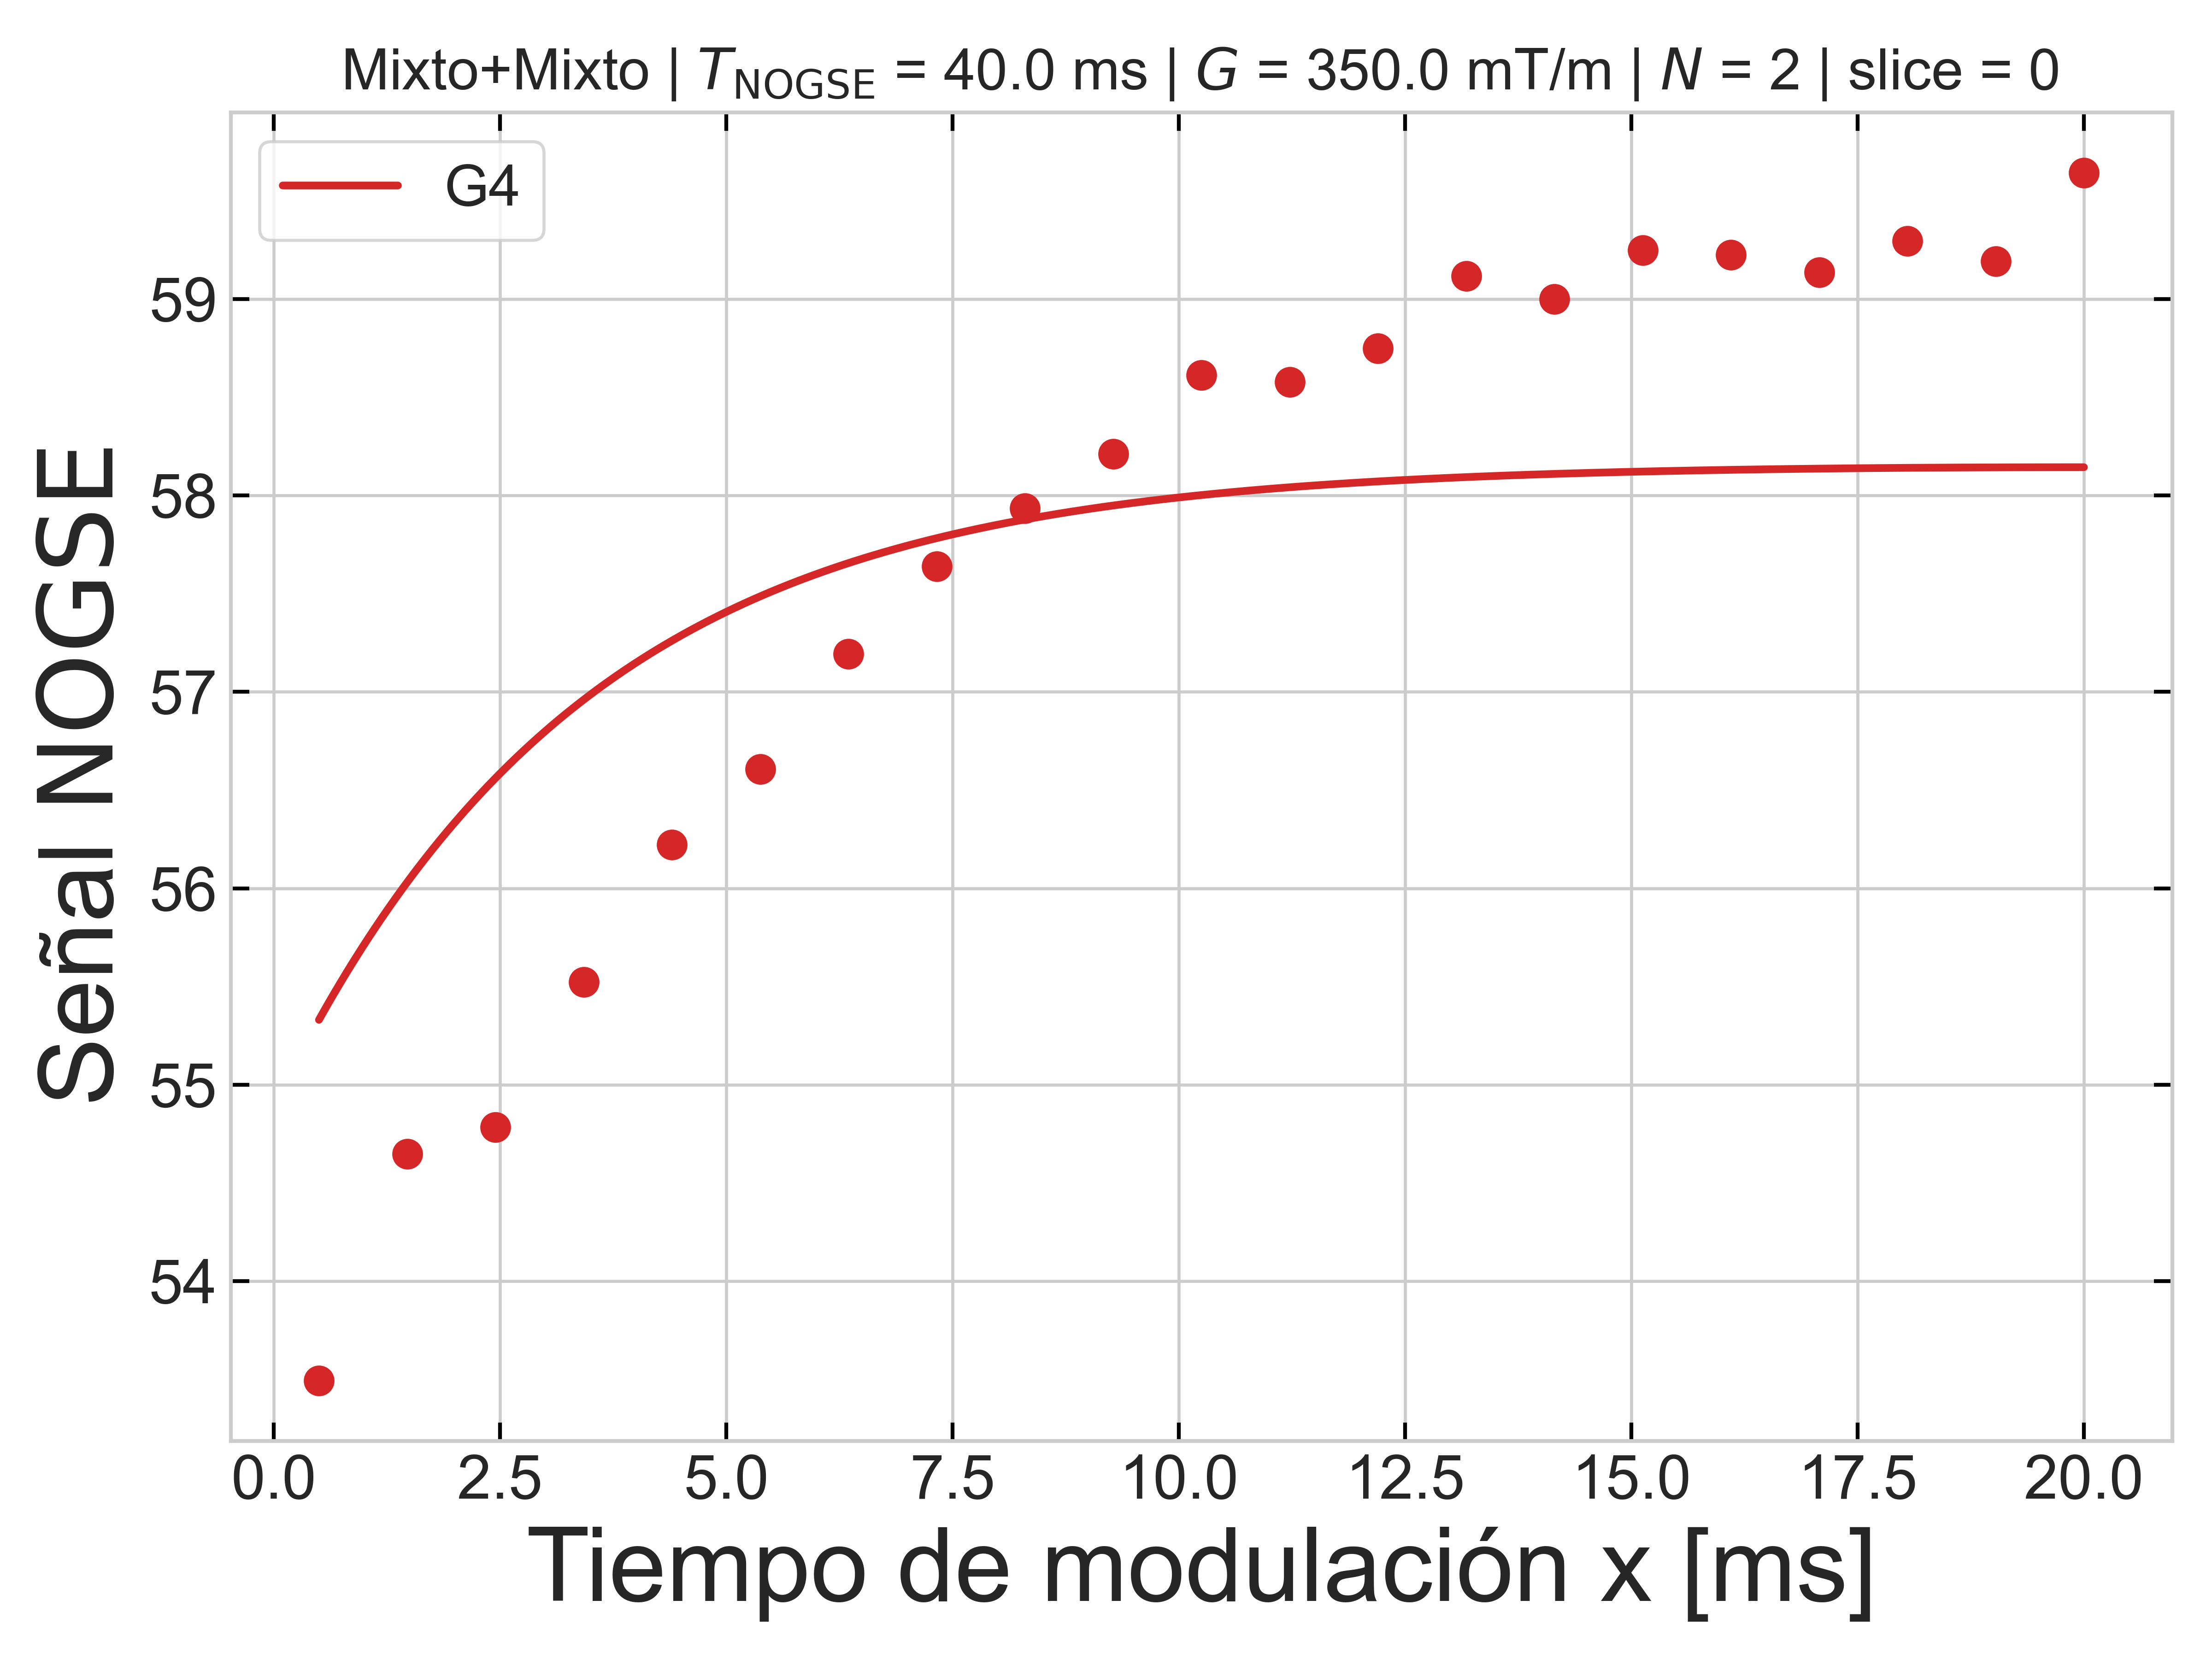 Mixto+Mixto | T_NOGSE = 40.0 ms | G = 350.0 mT/m | N = 2 | slice = 0
G4
59
58
57
56
55
54
Señal NOGSE
0.0 2.5 5.0 7.5 10.0 12.5 15.0 17.5 20.0
Tiempo de modulación x [ms]